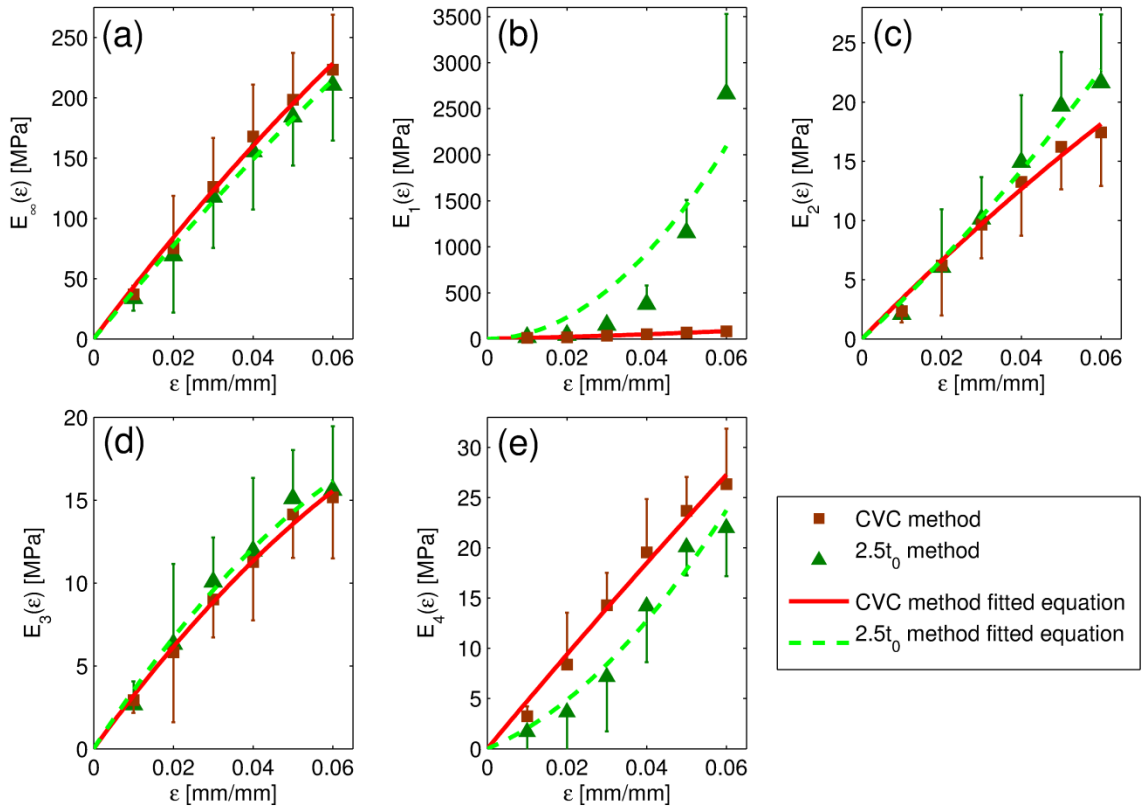 (a)
E∞(ε) [MPa]
250
200
150
100
50
0
0 0.02 0.04 0.06
ε [mm/mm]
(b)
E1(ε) [MPa]
3500
3000
2500
2000
1500
1000
500
0
0 0.02 0.04 0.06
ε [mm/mm]
(c)
E2(ε) [MPa]
25
20
15
10
5
0
0 0.02 0.04 0.06
ε [mm/mm]
(d)
E3(ε) [MPa]
20
15
10
5
0
0 0.02 0.04 0.06
ε [mm/mm]
(e)
E4(ε) [MPa]
30
25
20
15
10
5
0
0 0.02 0.04 0.06
ε [mm/mm]
CVC method
2.5t0 method
CVC method fitted equation
2.5t0 method fitted equation